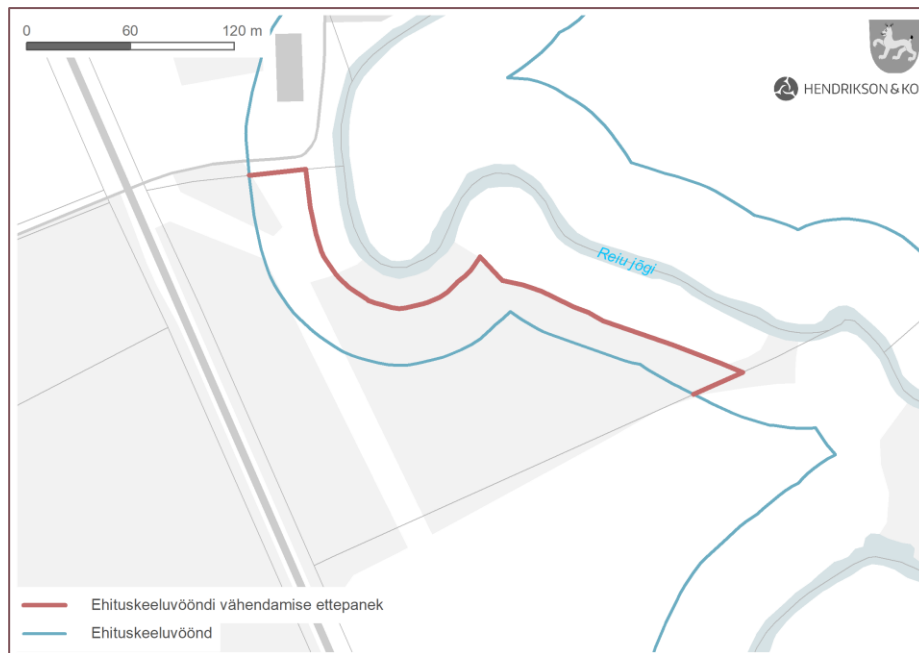 0 60 120 m
HENDRIKSON & KO
Reiu jõgi
Ehituskeeluvööndi vähendamise ettepanek
Ehituskeeluvöönd